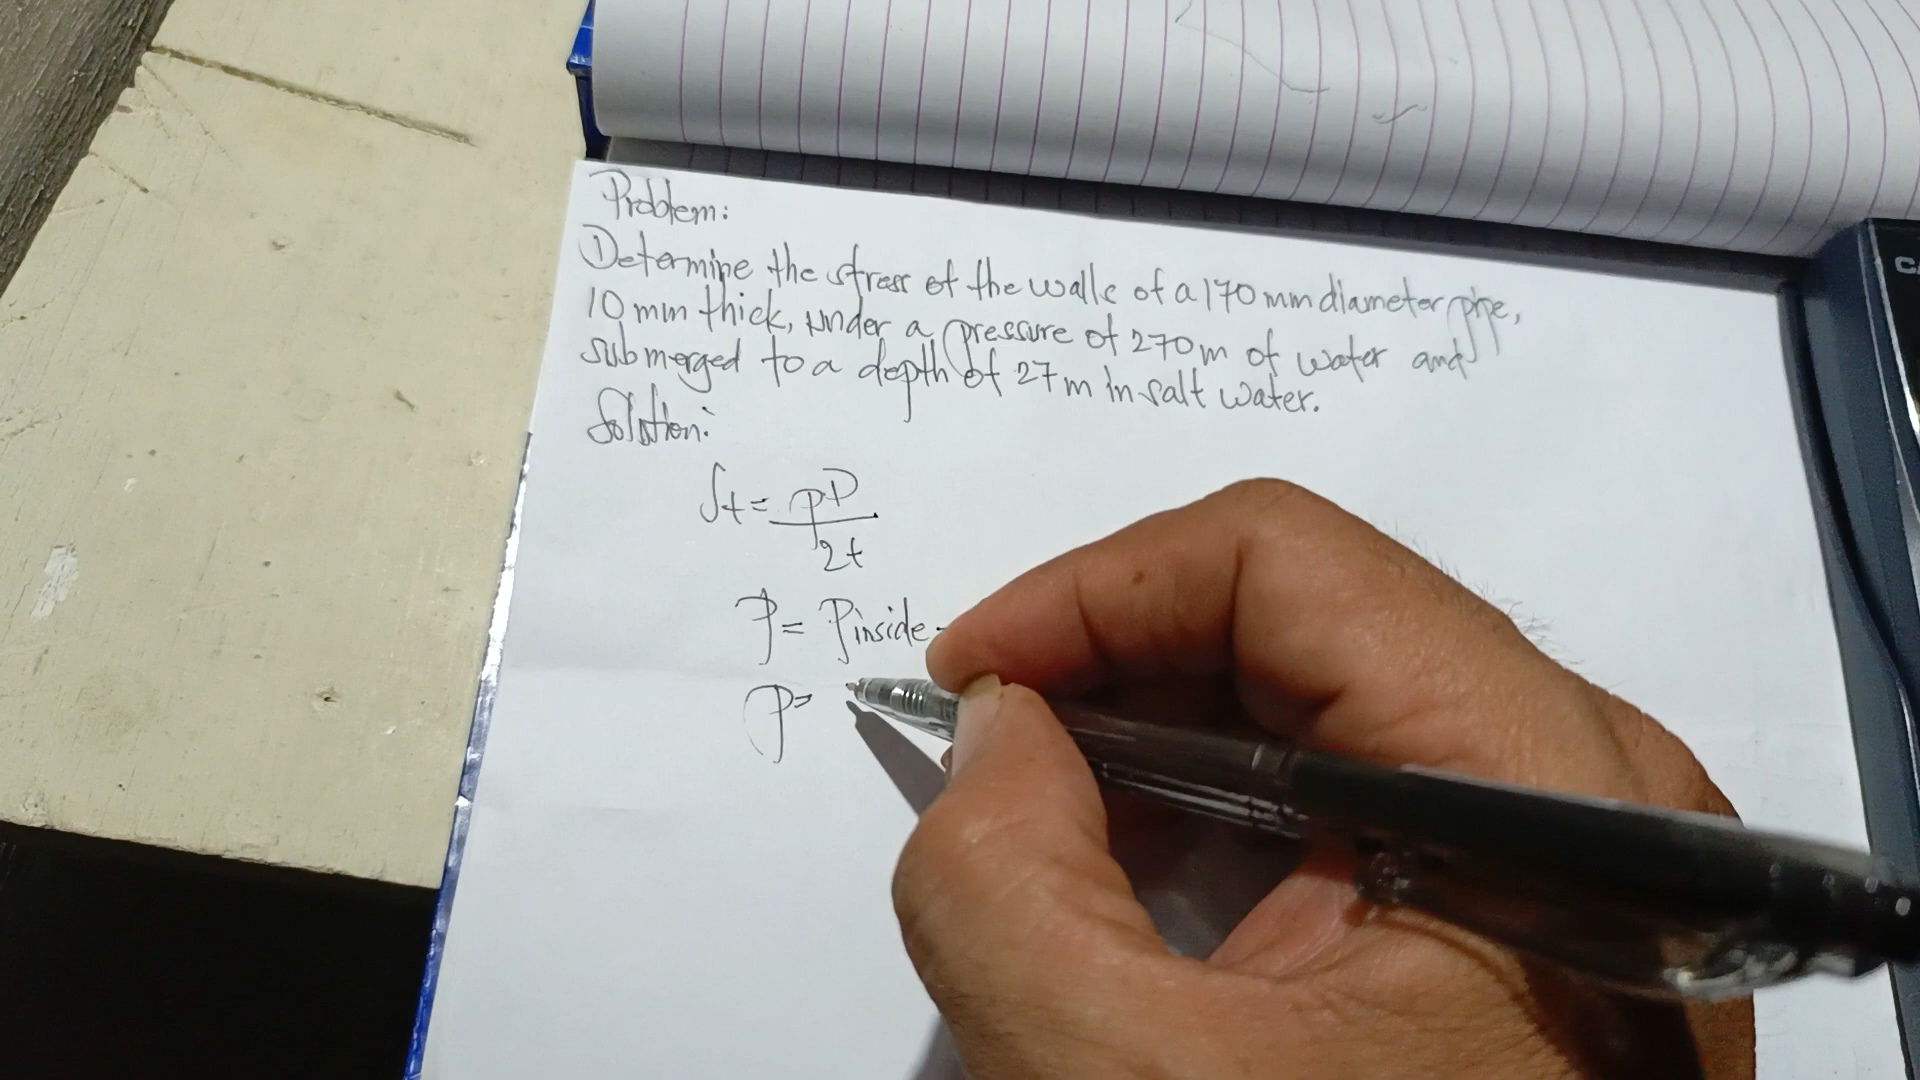 Problem:
① Determine the stress of the walls of a 170 mm diameter pipe,
10 mm thick, under a pressure of 270 m of water and
submerged to a depth of 27 m in salt water.
Solution:
St = pD
2t
P = Pinside -
P =